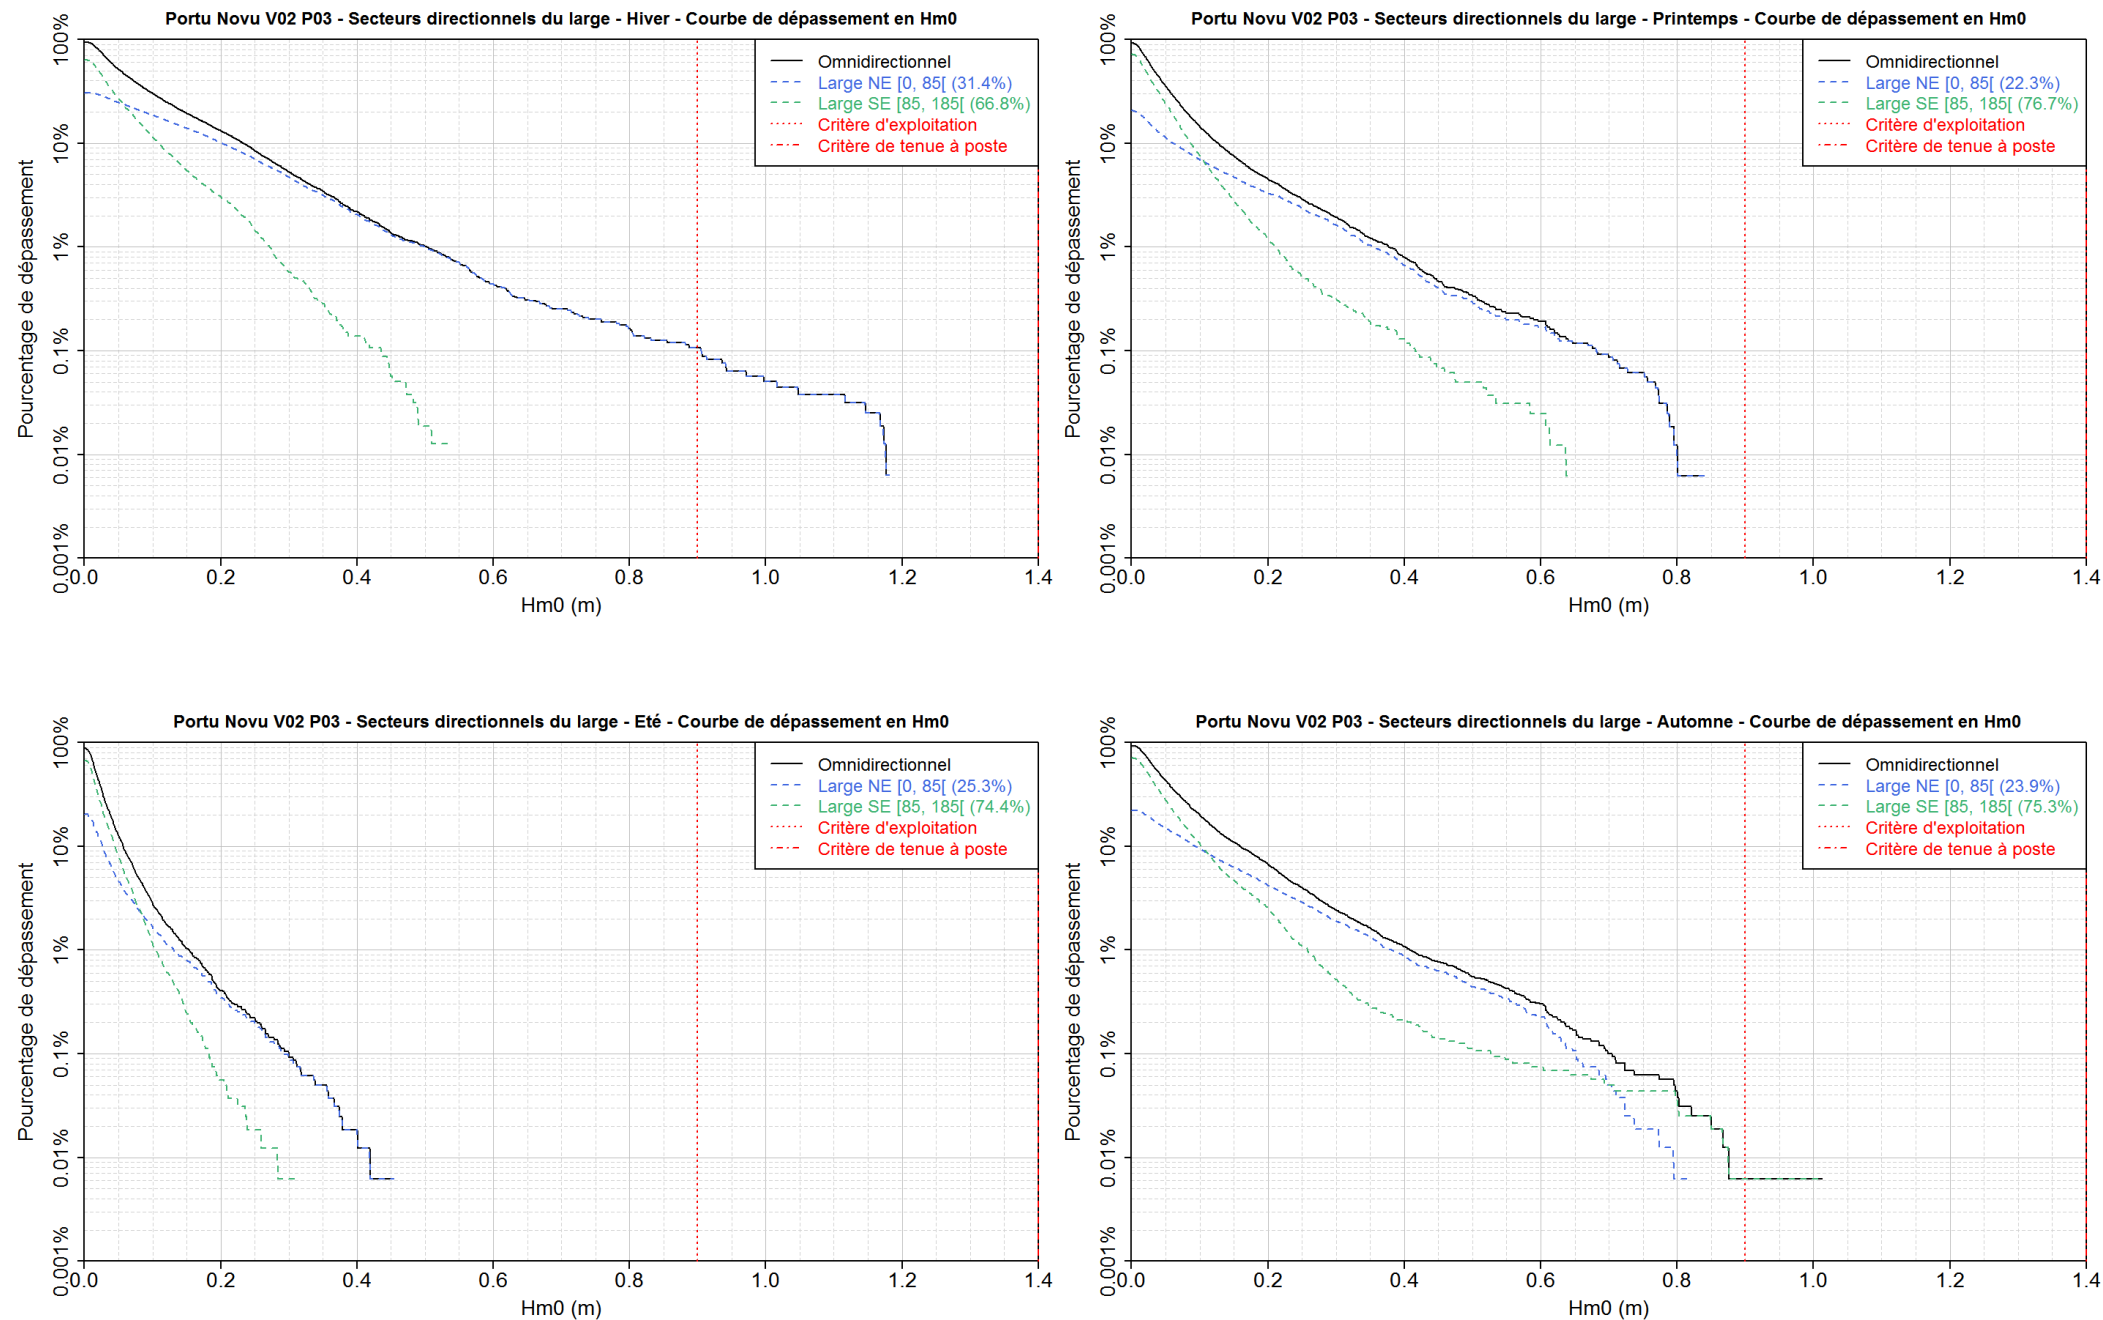 Portu Novu V02 P03 - Secteurs directionnels du large - Hiver - Courbe de dépassement en Hm0
Omnidirectionnel
Large NE [0, 85[ (31.4%)
Large SE [85, 185[ (66.8%)
Critère d'exploitation
Critère de tenue à poste
Pourcentage de dépassement
100%
10%
1%
0.1%
0.01%
0.001%
0.0 0.2 0.4 0.6 0.8 1.0 1.2 1.4
Hm0 (m)
Portu Novu V02 P03 - Secteurs directionnels du large - Printemps - Courbe de dépassement en Hm0
Omnidirectionnel
Large NE [0, 85[ (22.3%)
Large SE [85, 185[ (76.7%)
Critère d'exploitation
Critère de tenue à poste
Pourcentage de dépassement
100%
10%
1%
0.1%
0.01%
0.001%
0.0 0.2 0.4 0.6 0.8 1.0 1.2 1.4
Hm0 (m)
Portu Novu V02 P03 - Secteurs directionnels du large - Eté - Courbe de dépassement en Hm0
Omnidirectionnel
Large NE [0, 85[ (25.3%)
Large SE [85, 185[ (74.4%)
Critère d'exploitation
Critère de tenue à poste
Pourcentage de dépassement
100%
10%
1%
0.1%
0.01%
0.001%
0.0 0.2 0.4 0.6 0.8 1.0 1.2 1.4
Hm0 (m)
Portu Novu V02 P03 - Secteurs directionnels du large - Automne - Courbe de dépassement en Hm0
Omnidirectionnel
Large NE [0, 85[ (23.9%)
Large SE [85, 185[ (75.3%)
Critère d'exploitation
Critère de tenue à poste
Pourcentage de dépassement
100%
10%
1%
0.1%
0.01%
0.001%
0.0 0.2 0.4 0.6 0.8 1.0 1.2 1.4
Hm0 (m)